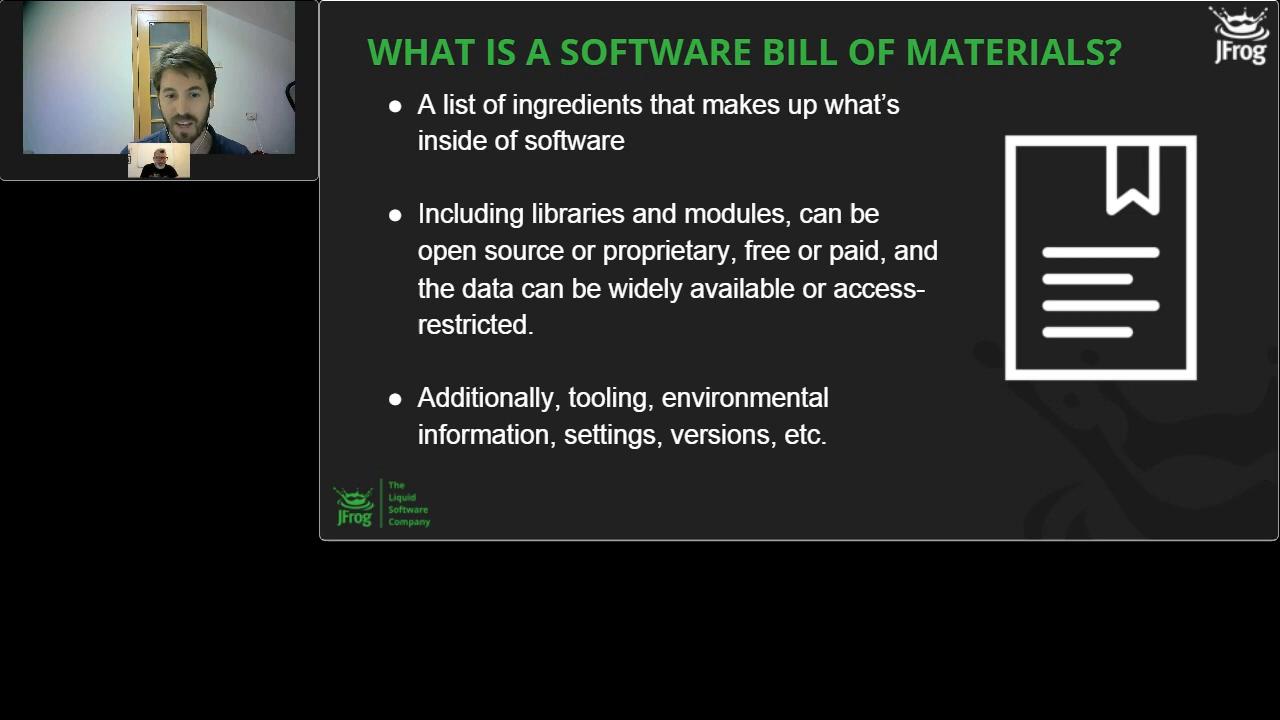 WHAT IS A SOFTWARE BILL OF MATERIALS?
JFrog
● A list of ingredients that makes up what’s
inside of software
● Including libraries and modules, can be
open source or proprietary, free or paid, and
the data can be widely available or access-
restricted.
● Additionally, tooling, environmental
information, settings, versions, etc.
JFrog
The
Liquid
Software
Company